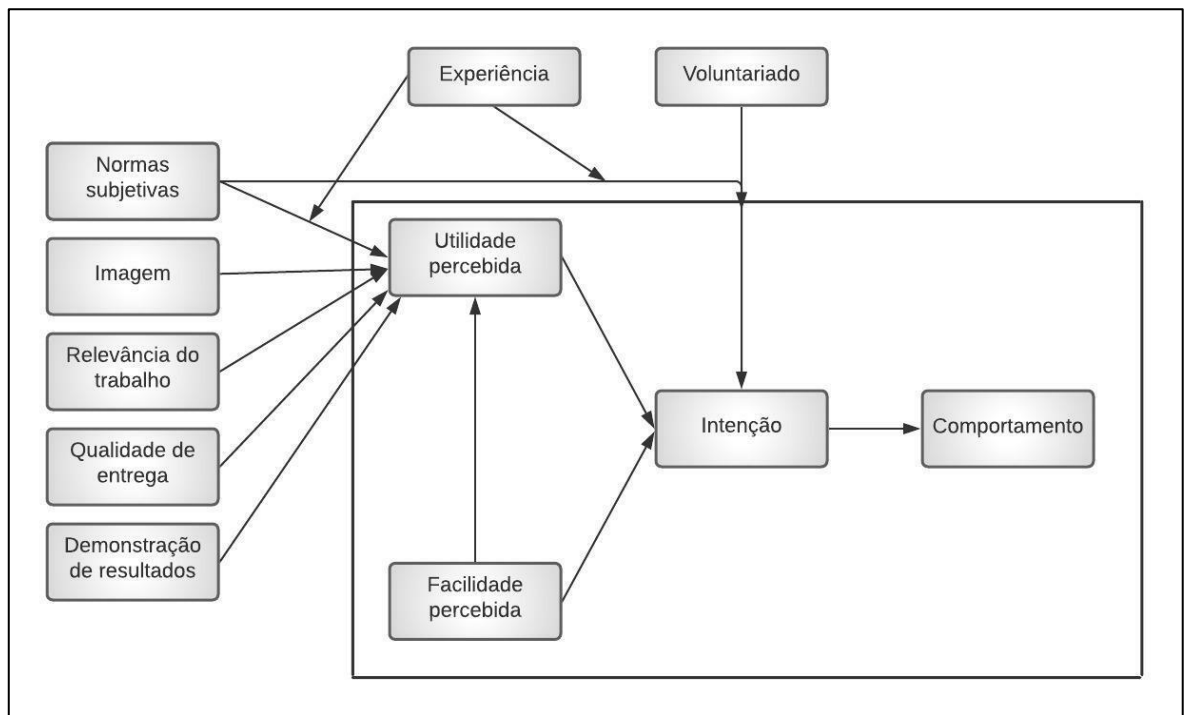 Experiência
Voluntariado
Normas
subjetivas
Utilidade
percebida
Imagem
Relevância do
trabalho
Intenção
Comportamento
Qualidade de
entrega
Demonstração
de resultados
Facilidade
percebida